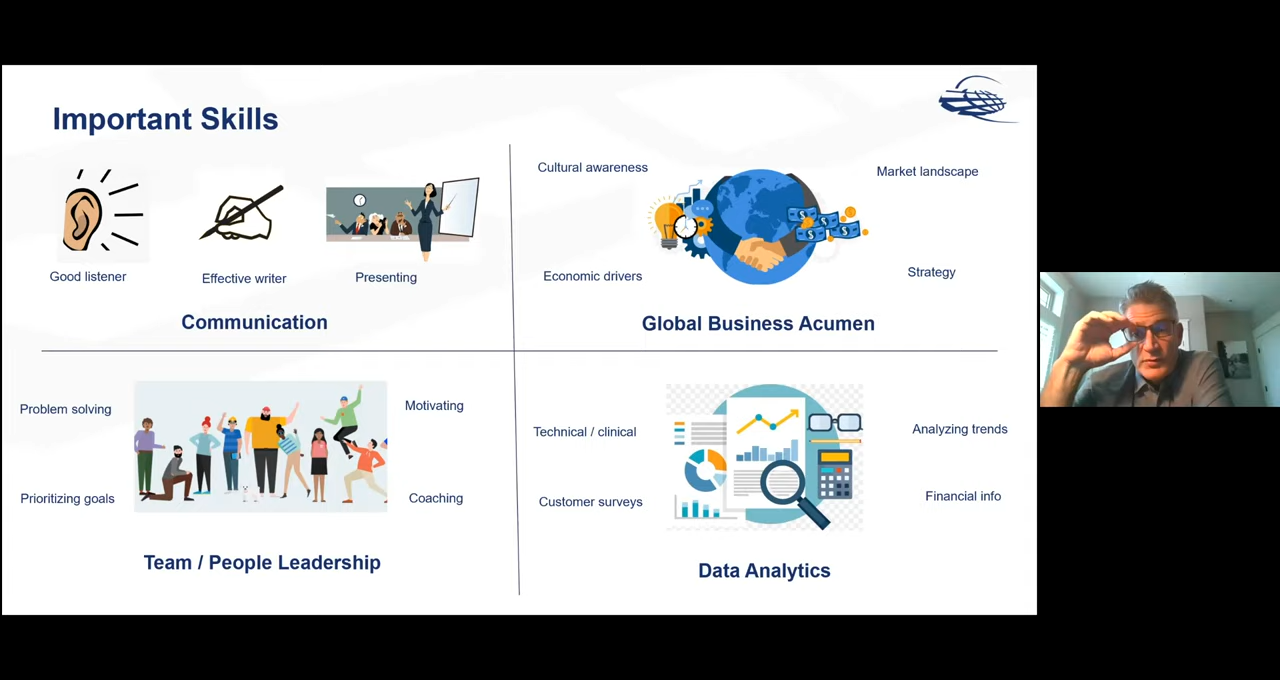 Important Skills
Good listener
Effective writer
Presenting
Communication
Cultural awareness
Market landscape
Economic drivers
Strategy
Global Business Acumen
Problem solving
Motivating
Prioritizing goals
Coaching
Team / People Leadership
Technical / clinical
Analyzing trends
Customer surveys
Financial info
Data Analytics